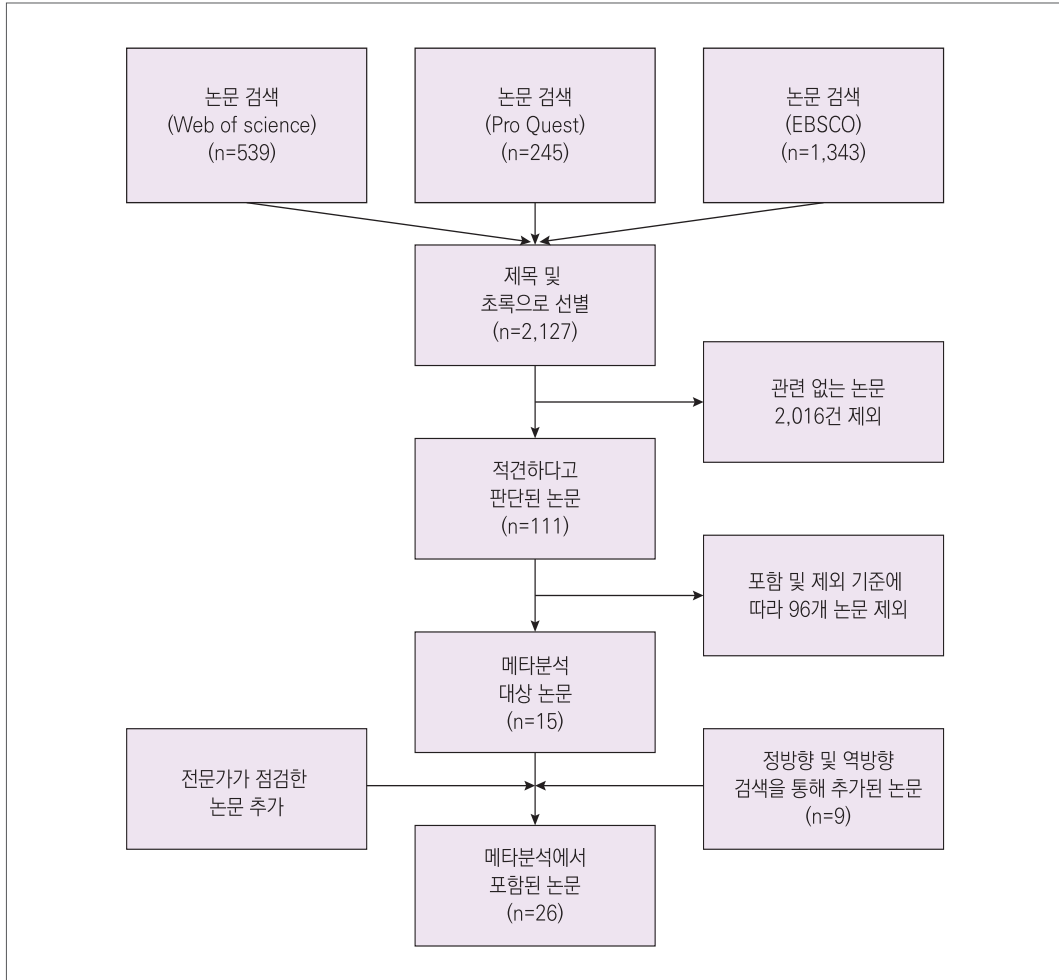 논문 검색
(Web of science)
(n=539)
논문 검색
(Pro Quest)
(n=245)
논문 검색
(EBSCO)
(n=1,343)
제목 및
초록으로 선별
(n=2,127)
관련 없는 논문
2,016건 제외
적견하다고
판단된 논문
(n=111)
포함 및 제외 기준에
따라 96개 논문 제외
메타분석
대상 논문
(n=15)
전문가가 점검한
논문 추가
정방향 및 역방향
검색을 통해 추가된 논문
(n=9)
메타분석에서
포함된 논문
(n=26)